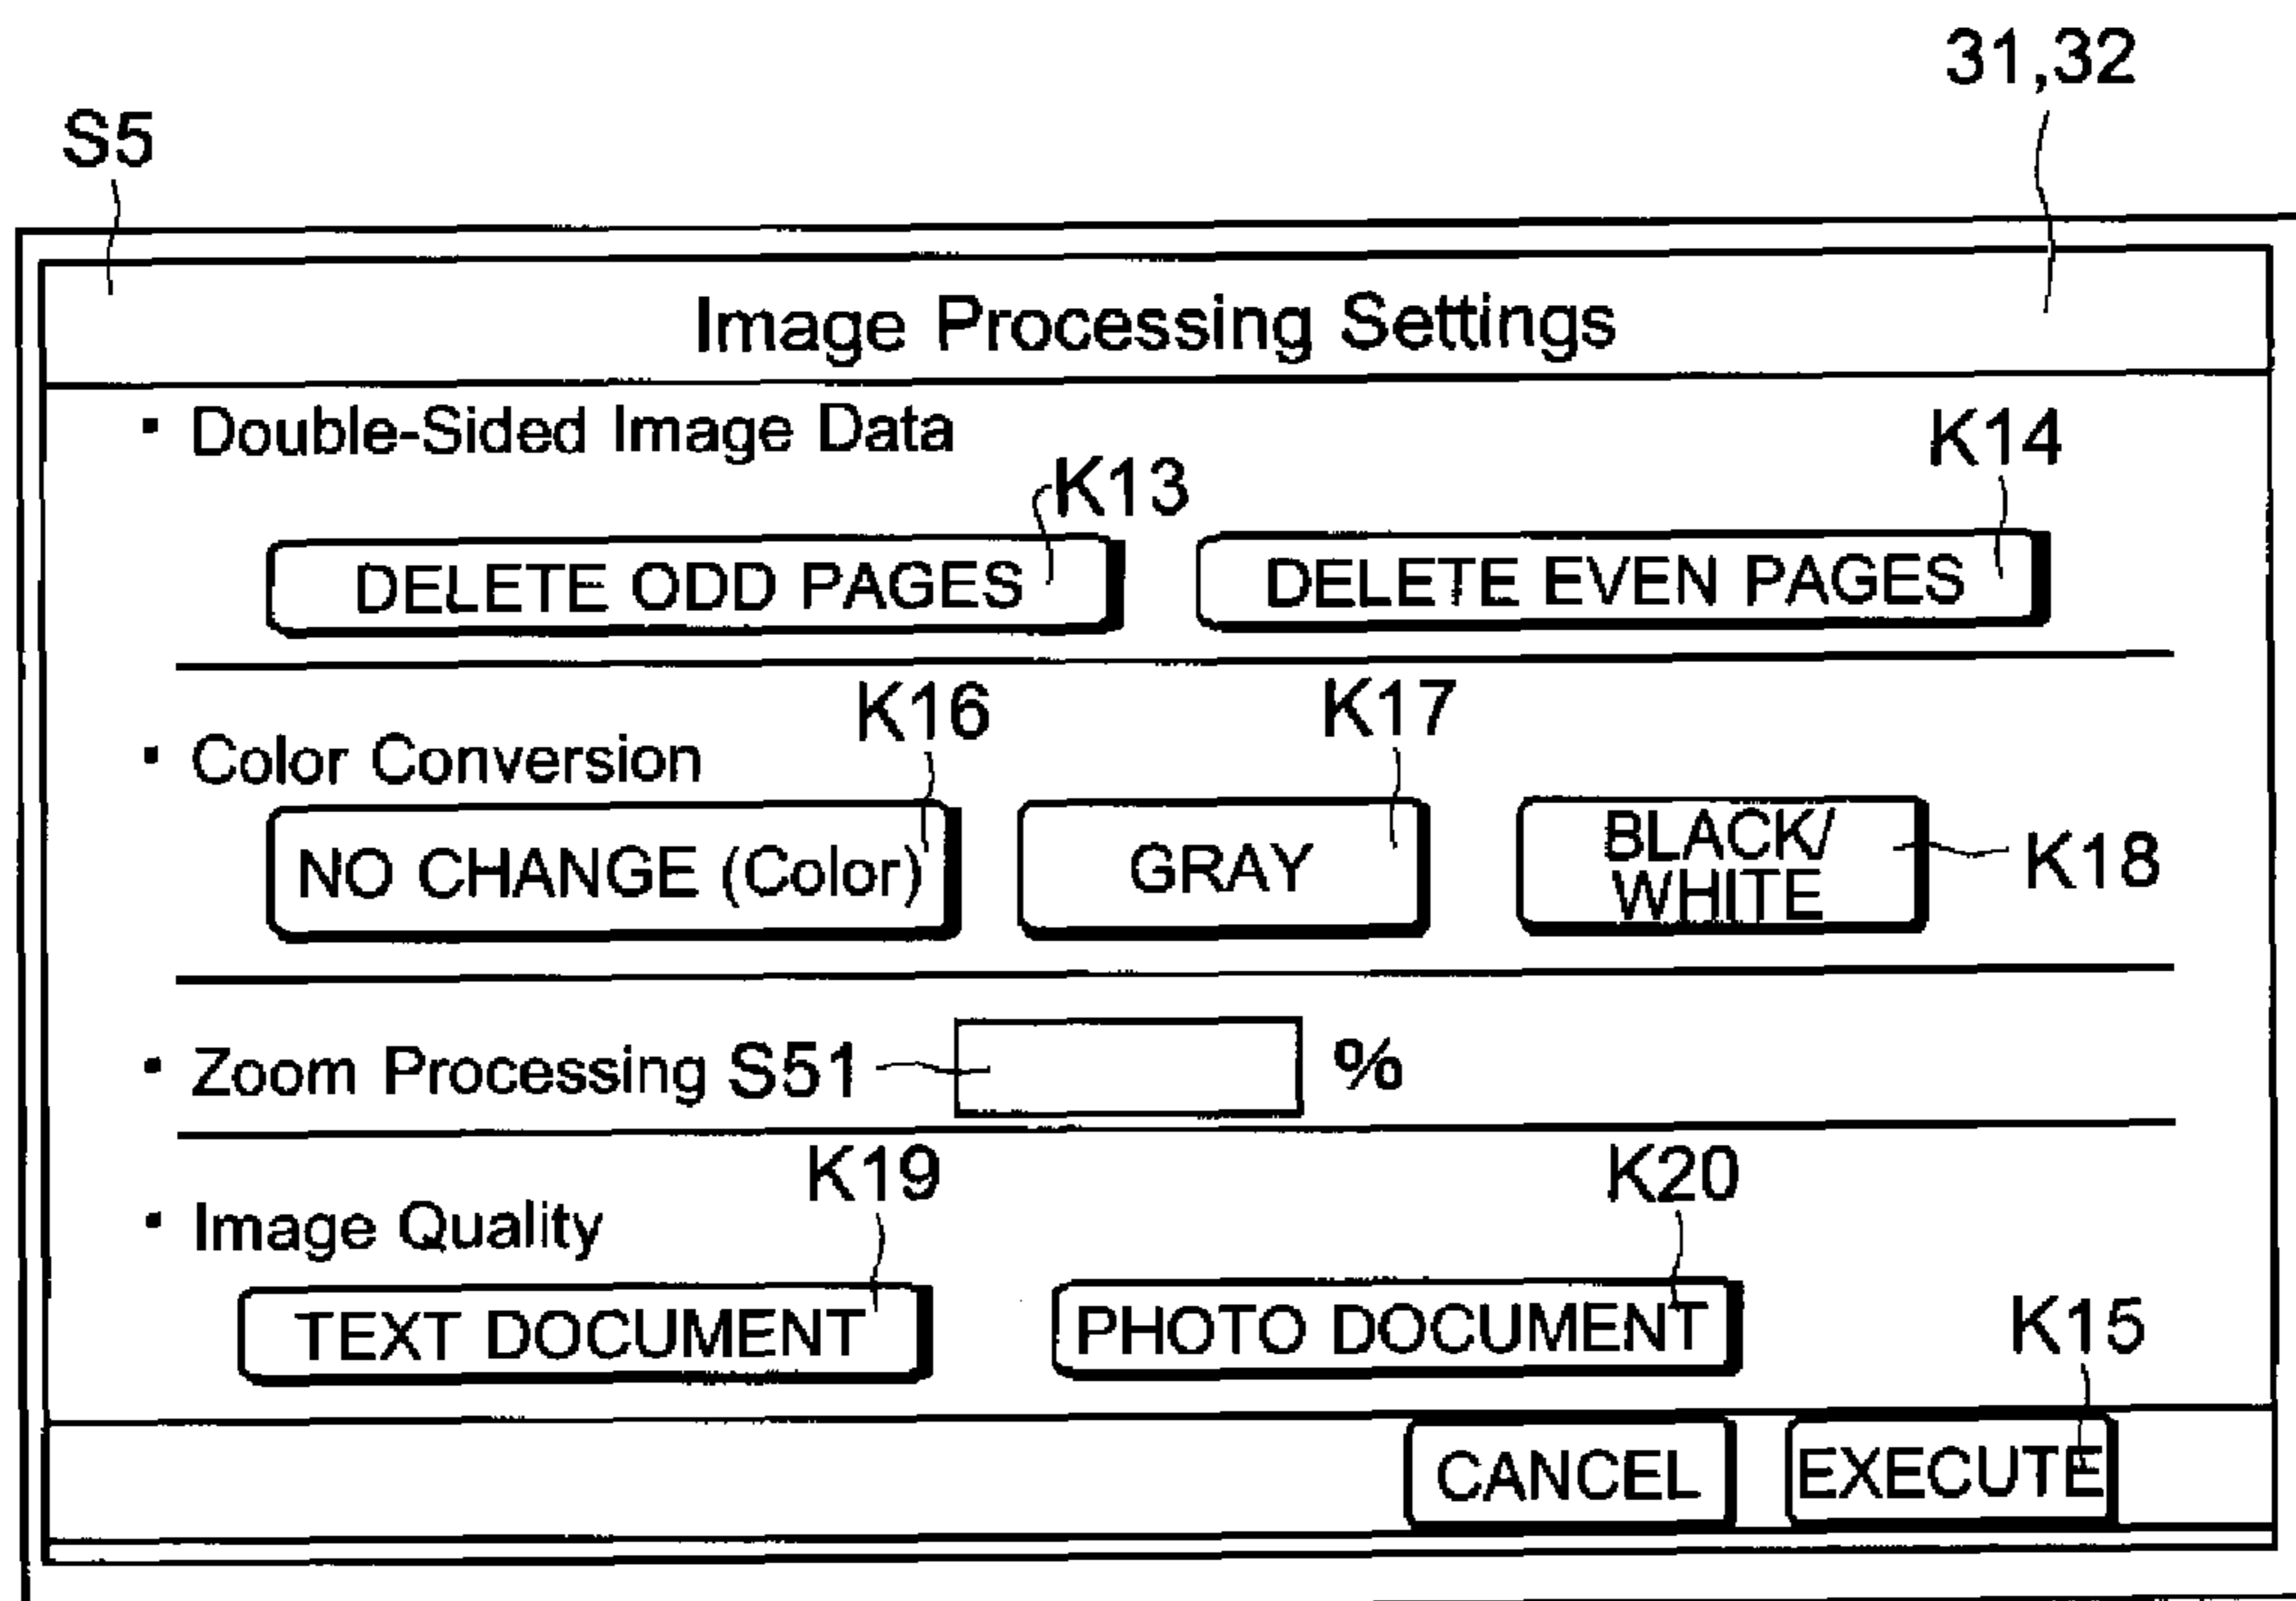 31,32
S5
Image Processing Settings
· Double-Sided Image Data
K13
K14
DELETE ODD PAGES
DELETE EVEN PAGES
K16
K17
· Color Conversion
NO CHANGE (Color)
GRAY
BLACK/
WHITE
K18
· Zoom Processing S51 %
K19
K20
· Image Quality
TEXT DOCUMENT
PHOTO DOCUMENT
K15
CANCEL
EXECUTE